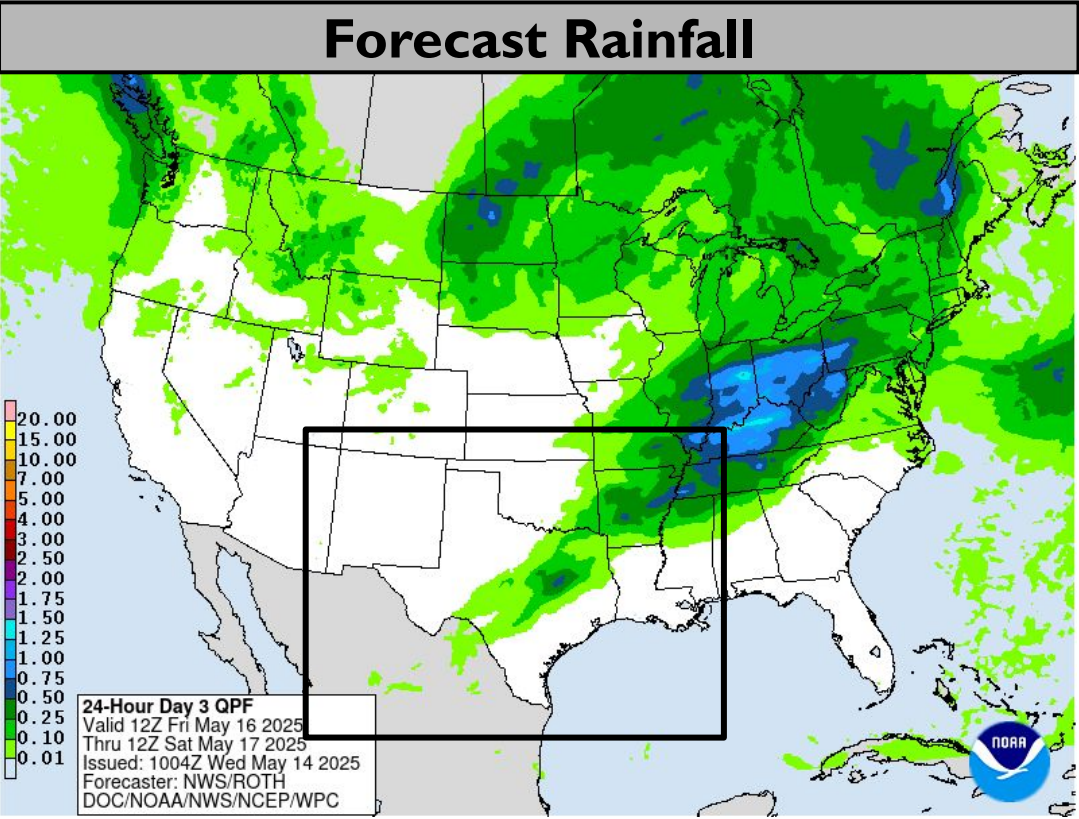 Forecast Rainfall
20.00
15.00
10.00
7.00
5.00
4.00
3.00
2.50
2.00
1.75
1.50
1.25
1.00
0.75
0.50
0.25
0.10
0.01
24-Hour Day 3 QPF
Valid 12Z Fri May 16 2025
Thru 12Z Sat May 17 2025
Issued: 1004Z Wed May 14 2025
Forecaster: NWS/ROTH
DOC/NOAA/NWS/NCEP/WPC
NOAA